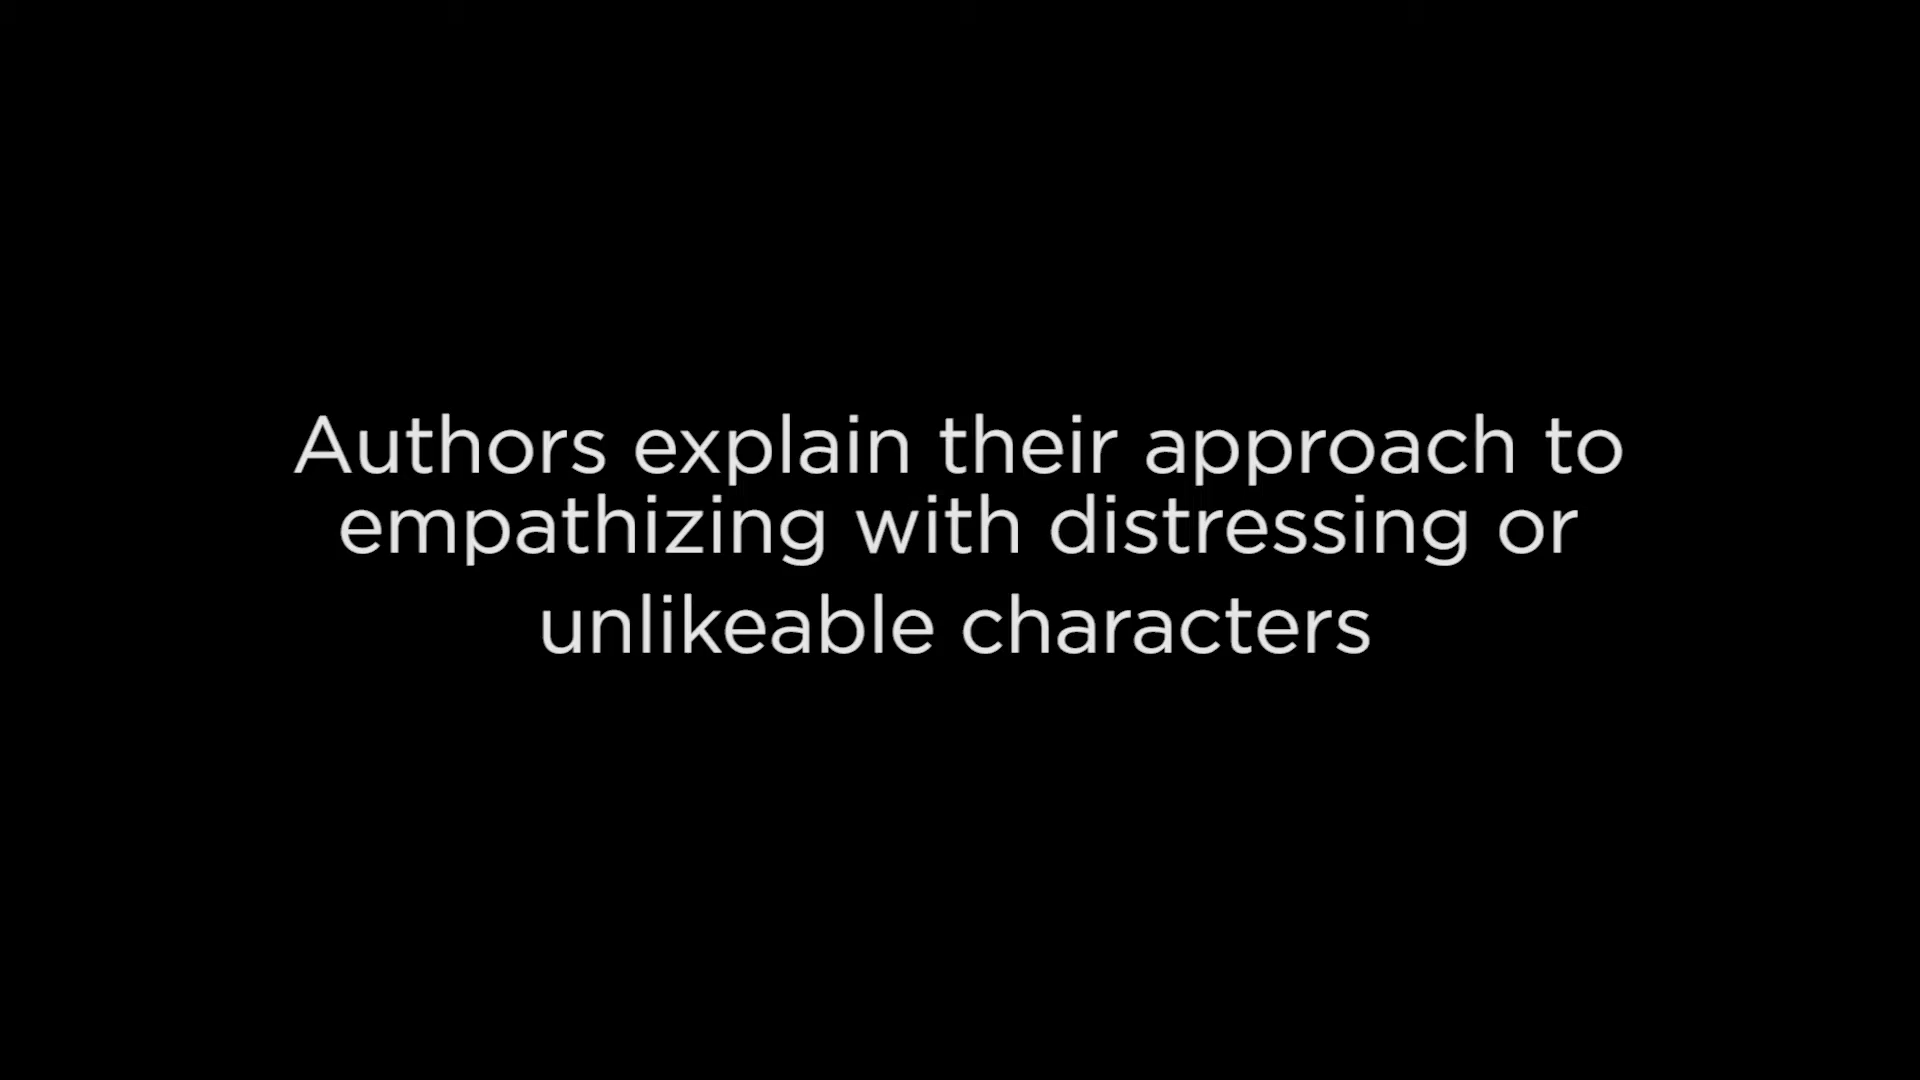 Authors explain their approach to
empathizing with distressing or
unlikeable characters